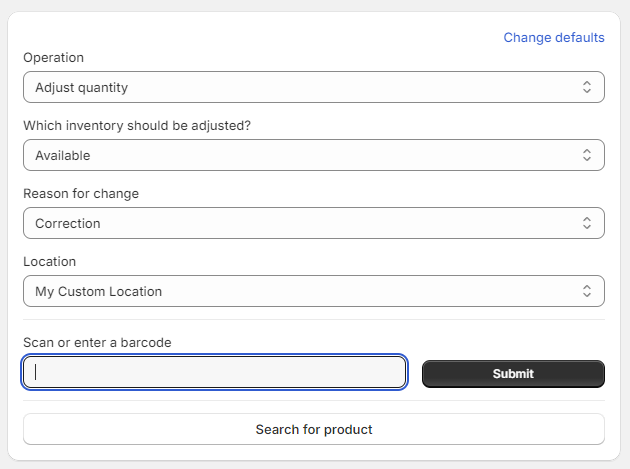 Change defaults
Operation
Adjust quantity
Which inventory should be adjusted?
Available
Reason for change
Correction
Location
My Custom Location
Scan or enter a barcode
Submit
Search for product